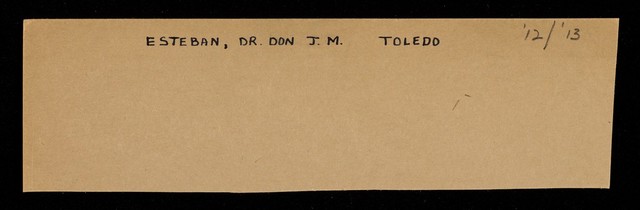 ESTEBAN, DR. DON J. M. TOLEDO '12/'13